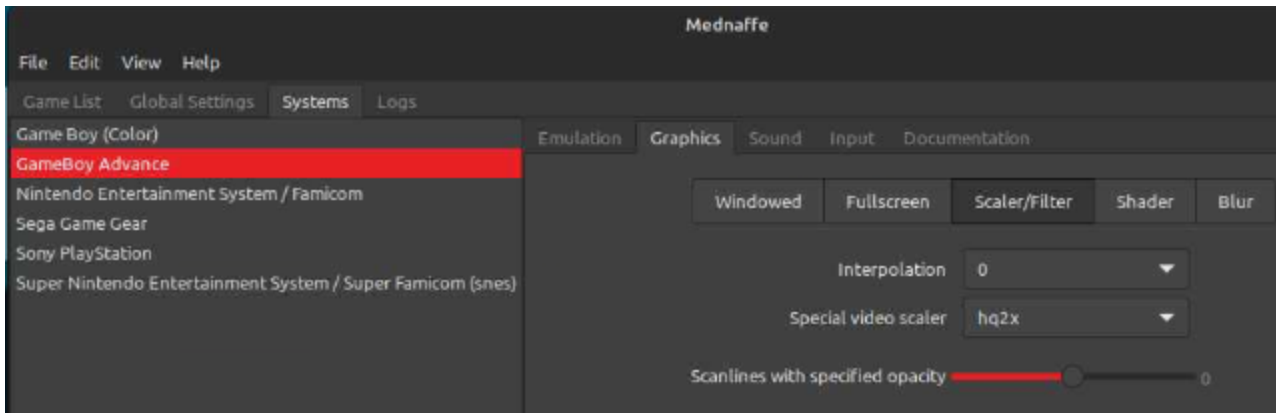 Mednaffe
File Edit View Help
Game List Global Settings Systems Logs
Game Boy (Color)
GameBoy Advance
Nintendo Entertainment System / Famicom
Sega Game Gear
Sony PlayStation
Super Nintendo Entertainment System / Super Famicom (snes)
Emulation Graphics Sound Input Documentation
Windowed Fullscreen Scaler/Filter Shader Blur
Interpolation 0
Special video scaler hq2x
Scanlines with specified opacity 0